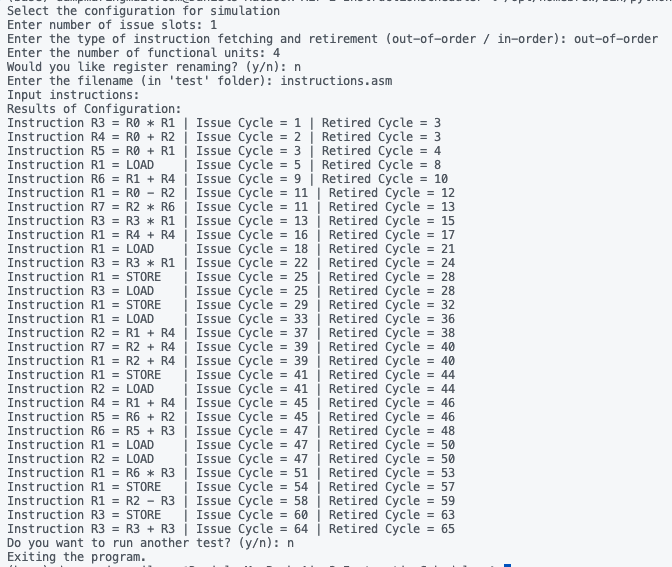 Select the configuration for simulation
Enter number of issue slots: 1
Enter the type of instruction fetching and retirement (out-of-order / in-order): out-of-order
Enter the number of functional units: 4
Would you like register renaming? (y/n): n
Enter the filename (in 'test' folder): instructions.asm
Input instructions:
Results of Configuration:
Instruction R3 = R0 * R1 | Issue Cycle = 1 | Retired Cycle = 3
Instruction R4 = R0 + R2 | Issue Cycle = 2 | Retired Cycle = 3
Instruction R5 = R0 + R1 | Issue Cycle = 3 | Retired Cycle = 4
Instruction R1 = LOAD | Issue Cycle = 5 | Retired Cycle = 8
Instruction R6 = R1 + R4 | Issue Cycle = 9 | Retired Cycle = 10
Instruction R1 = R0 - R2 | Issue Cycle = 11 | Retired Cycle = 12
Instruction R7 = R2 * R6 | Issue Cycle = 11 | Retired Cycle = 13
Instruction R3 = R3 * R1 | Issue Cycle = 13 | Retired Cycle = 15
Instruction R1 = R4 + R4 | Issue Cycle = 16 | Retired Cycle = 17
Instruction R1 = LOAD | Issue Cycle = 18 | Retired Cycle = 21
Instruction R3 = R3 * R1 | Issue Cycle = 22 | Retired Cycle = 24
Instruction R1 = STORE | Issue Cycle = 25 | Retired Cycle = 28
Instruction R3 = LOAD | Issue Cycle = 25 | Retired Cycle = 28
Instruction R1 = STORE | Issue Cycle = 29 | Retired Cycle = 32
Instruction R1 = LOAD | Issue Cycle = 33 | Retired Cycle = 36
Instruction R2 = R1 + R4 | Issue Cycle = 37 | Retired Cycle = 38
Instruction R7 = R2 + R4 | Issue Cycle = 39 | Retired Cycle = 40
Instruction R1 = R2 + R4 | Issue Cycle = 39 | Retired Cycle = 40
Instruction R1 = STORE | Issue Cycle = 41 | Retired Cycle = 44
Instruction R2 = LOAD | Issue Cycle = 41 | Retired Cycle = 44
Instruction R4 = R1 + R4 | Issue Cycle = 45 | Retired Cycle = 46
Instruction R5 = R6 + R2 | Issue Cycle = 45 | Retired Cycle = 46
Instruction R6 = R5 + R3 | Issue Cycle = 47 | Retired Cycle = 48
Instruction R1 = LOAD | Issue Cycle = 47 | Retired Cycle = 50
Instruction R2 = LOAD | Issue Cycle = 47 | Retired Cycle = 50
Instruction R1 = R6 * R3 | Issue Cycle = 51 | Retired Cycle = 53
Instruction R1 = STORE | Issue Cycle = 54 | Retired Cycle = 57
Instruction R1 = R2 - R3 | Issue Cycle = 58 | Retired Cycle = 59
Instruction R3 = STORE | Issue Cycle = 60 | Retired Cycle = 63
Instruction R3 = R3 + R3 | Issue Cycle = 64 | Retired Cycle = 65
Do you want to run another test? (y/n): n
Exiting the program.